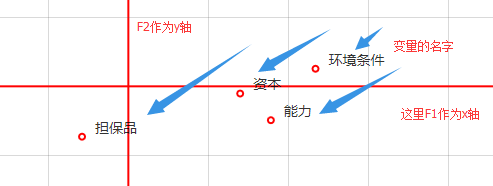 F2作为y轴
变量的名字
环境条件
资本
能力
这里F1作为x轴
担保品